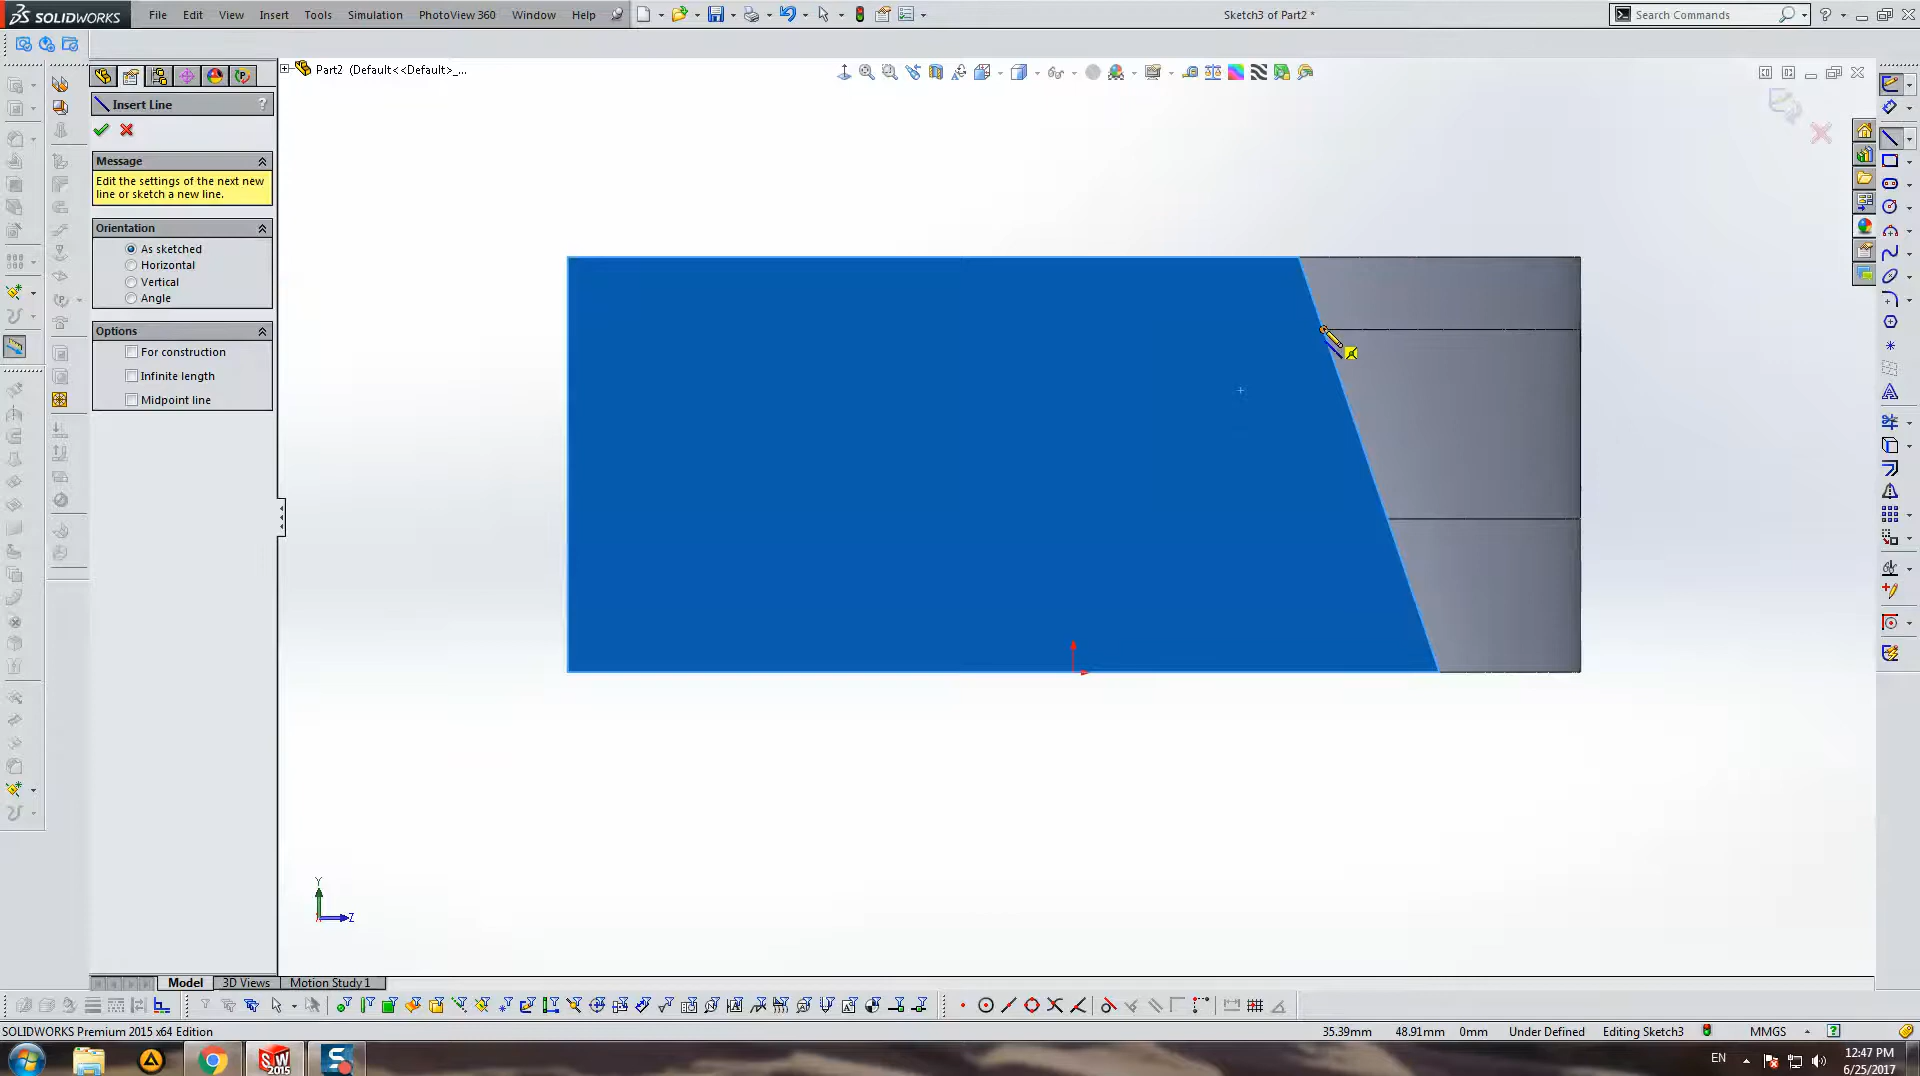 SOLIDWORKS File Edit View Insert Tools Simulation PhotoView 360 Window Help Sketch3 of Part2 * Search Commands
Part2 (Default<<Default>_...
Insert Line ?
Message
Edit the settings of the next new
line or sketch a new line.
Orientation
As sketched
Horizontal
Vertical
Angle
Options
For construction
Infinite length
Midpoint line
Y
Z
Model 3D Views Motion Study 1
SOLIDWORKS Premium 2015 x64 Edition 35.39mm 48.91mm 0mm Under Defined Editing Sketch3 MMGS
SW 2015 S EN 12:47 PM
6/25/2017